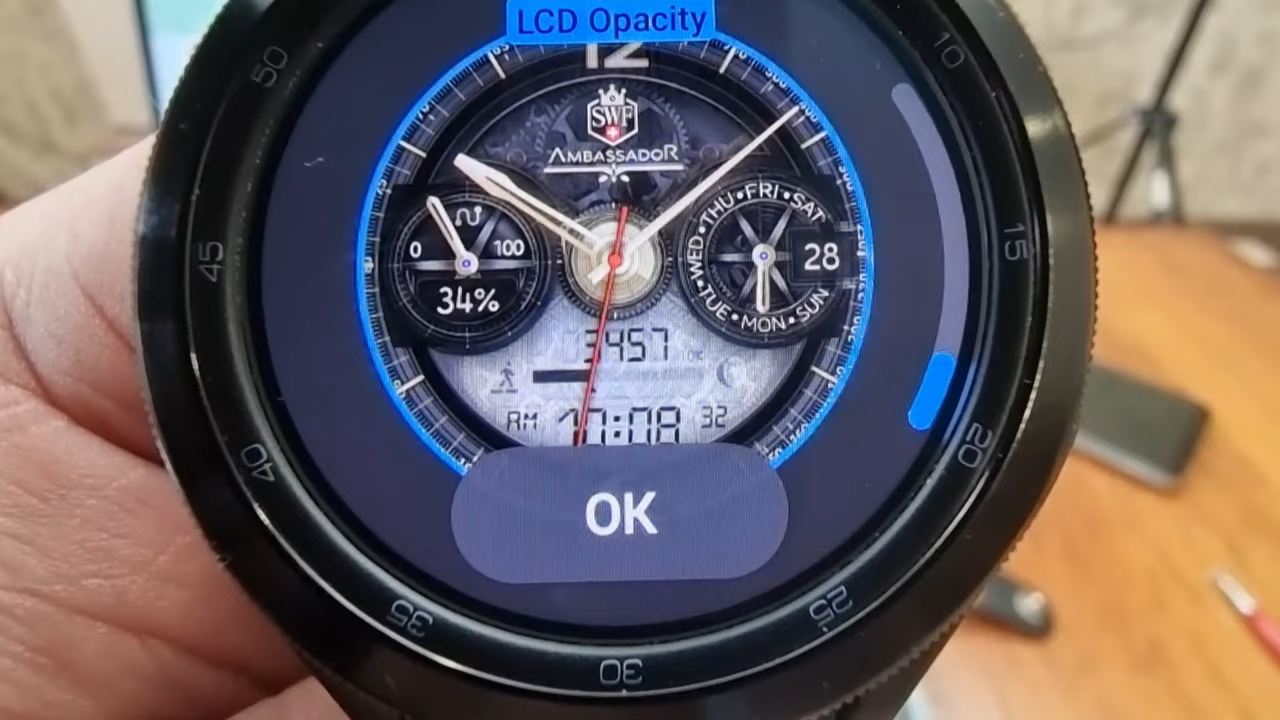 LCD Opacity
12
SWF
AMBASSADOR
0
100
34%
WED•THU•FRI•SAT
28
TUE•MON•SUN
3457
AM
10:08
32
OK
50
10
45
15
40
20
35
25
30